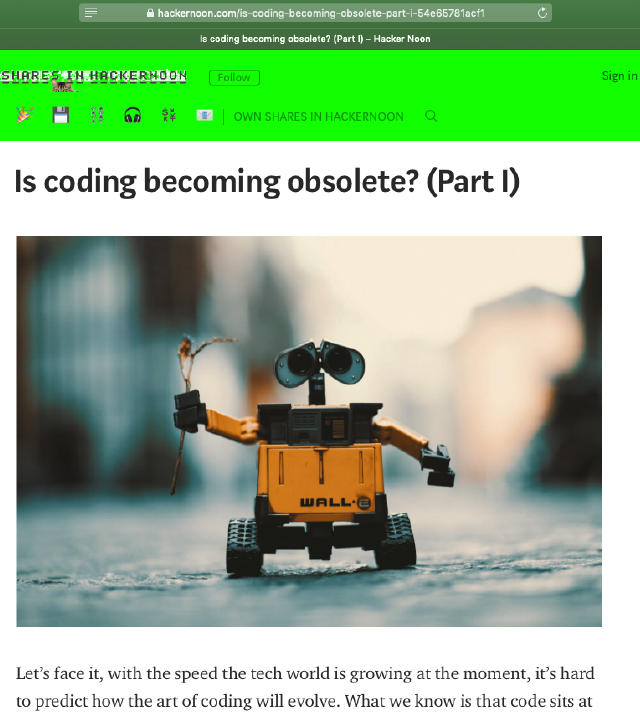 hackernoon.com/is-coding-becoming-obsolete-part-i-54e65781acf1
Is coding becoming obsolete? (Part I) – Hacker Noon
SHARES IN HACKERNOON
Follow
Sign in
OWN SHARES IN HACKERNOON
Is coding becoming obsolete? (Part I)
WALL·E
Let’s face it, with the speed the tech world is growing at the moment, it’s hard
to predict how the art of coding will evolve. What we know is that code sits at